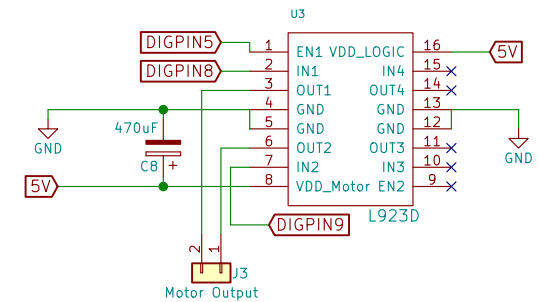 U3
DIGPIN5
1 EN1 VDD_LOGIC 16
5V
DIGPIN8
2 IN1 IN4 15
3 OUT1 OUT4 14
4 GND GND 13
470uF
5 GND GND 12
GND
GND
6 OUT2 OUT3 11
C8 +
7 IN2 IN3 10
5V
8 VDD_Motor EN2 9
L923D
DIGPIN9
2 1
J3
Motor Output